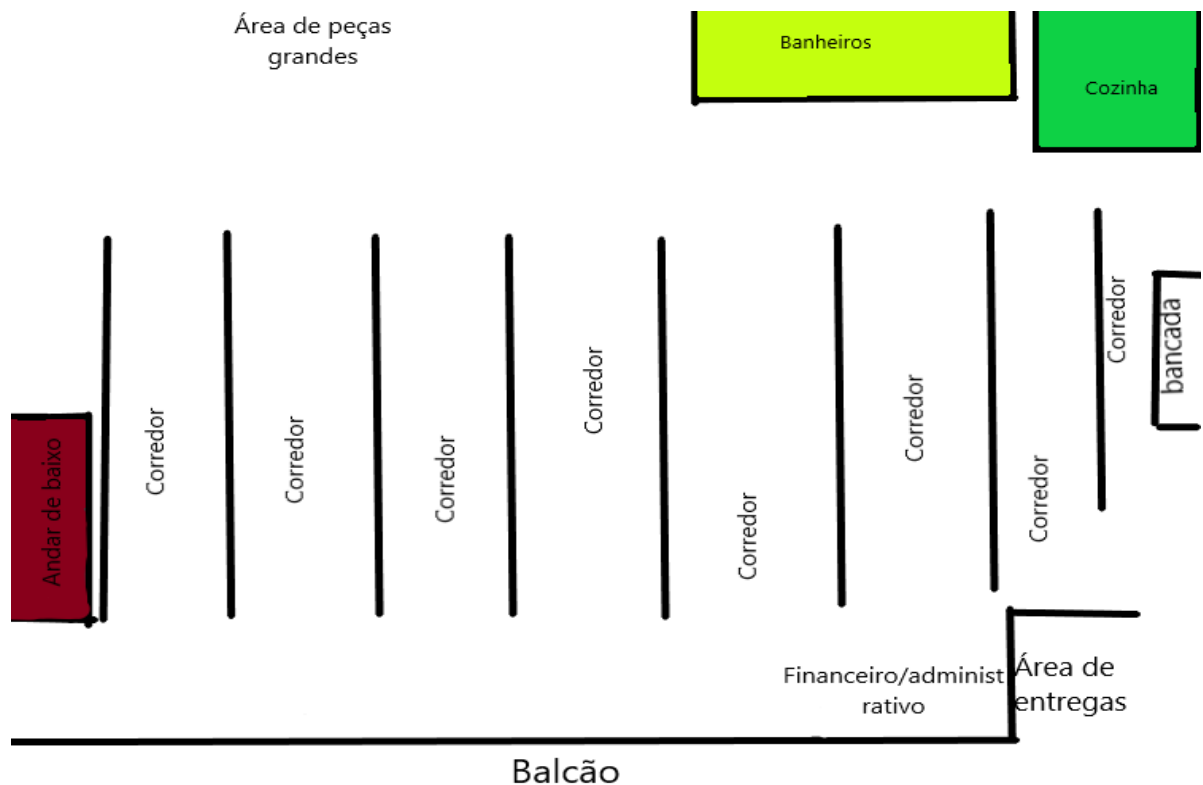 Área de peças
grandes
Banheiros
Cozinha
Corredor
bancada
Corredor
Corredor
Corredor
Corredor
Corredor
Corredor
Corredor
Andar de baixo
Financeiro/administ
rativo
Área de
entregas
Balcão